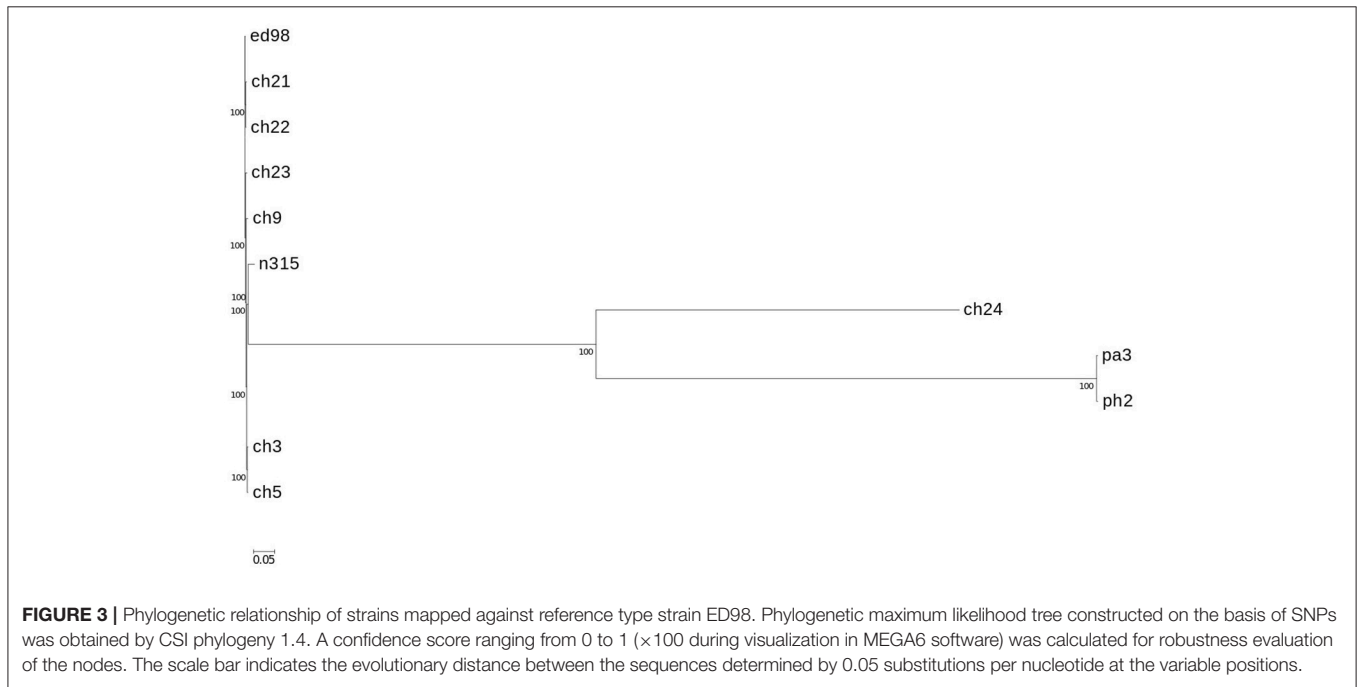 ed98
ch21
100
ch22
ch23
ch9
100
n315
100
100
ch24
100
pa3
100
ph2
100
ch3
100
ch5
0.05
FIGURE 3 | Phylogenetic relationship of strains mapped against reference type strain ED98. Phylogenetic maximum likelihood tree constructed on the basis of SNPs
was obtained by CSI phylogeny 1.4. A confidence score ranging from 0 to 1 (×100 during visualization in MEGA6 software) was calculated for robustness evaluation
of the nodes. The scale bar indicates the evolutionary distance between the sequences determined by 0.05 substitutions per nucleotide at the variable positions.